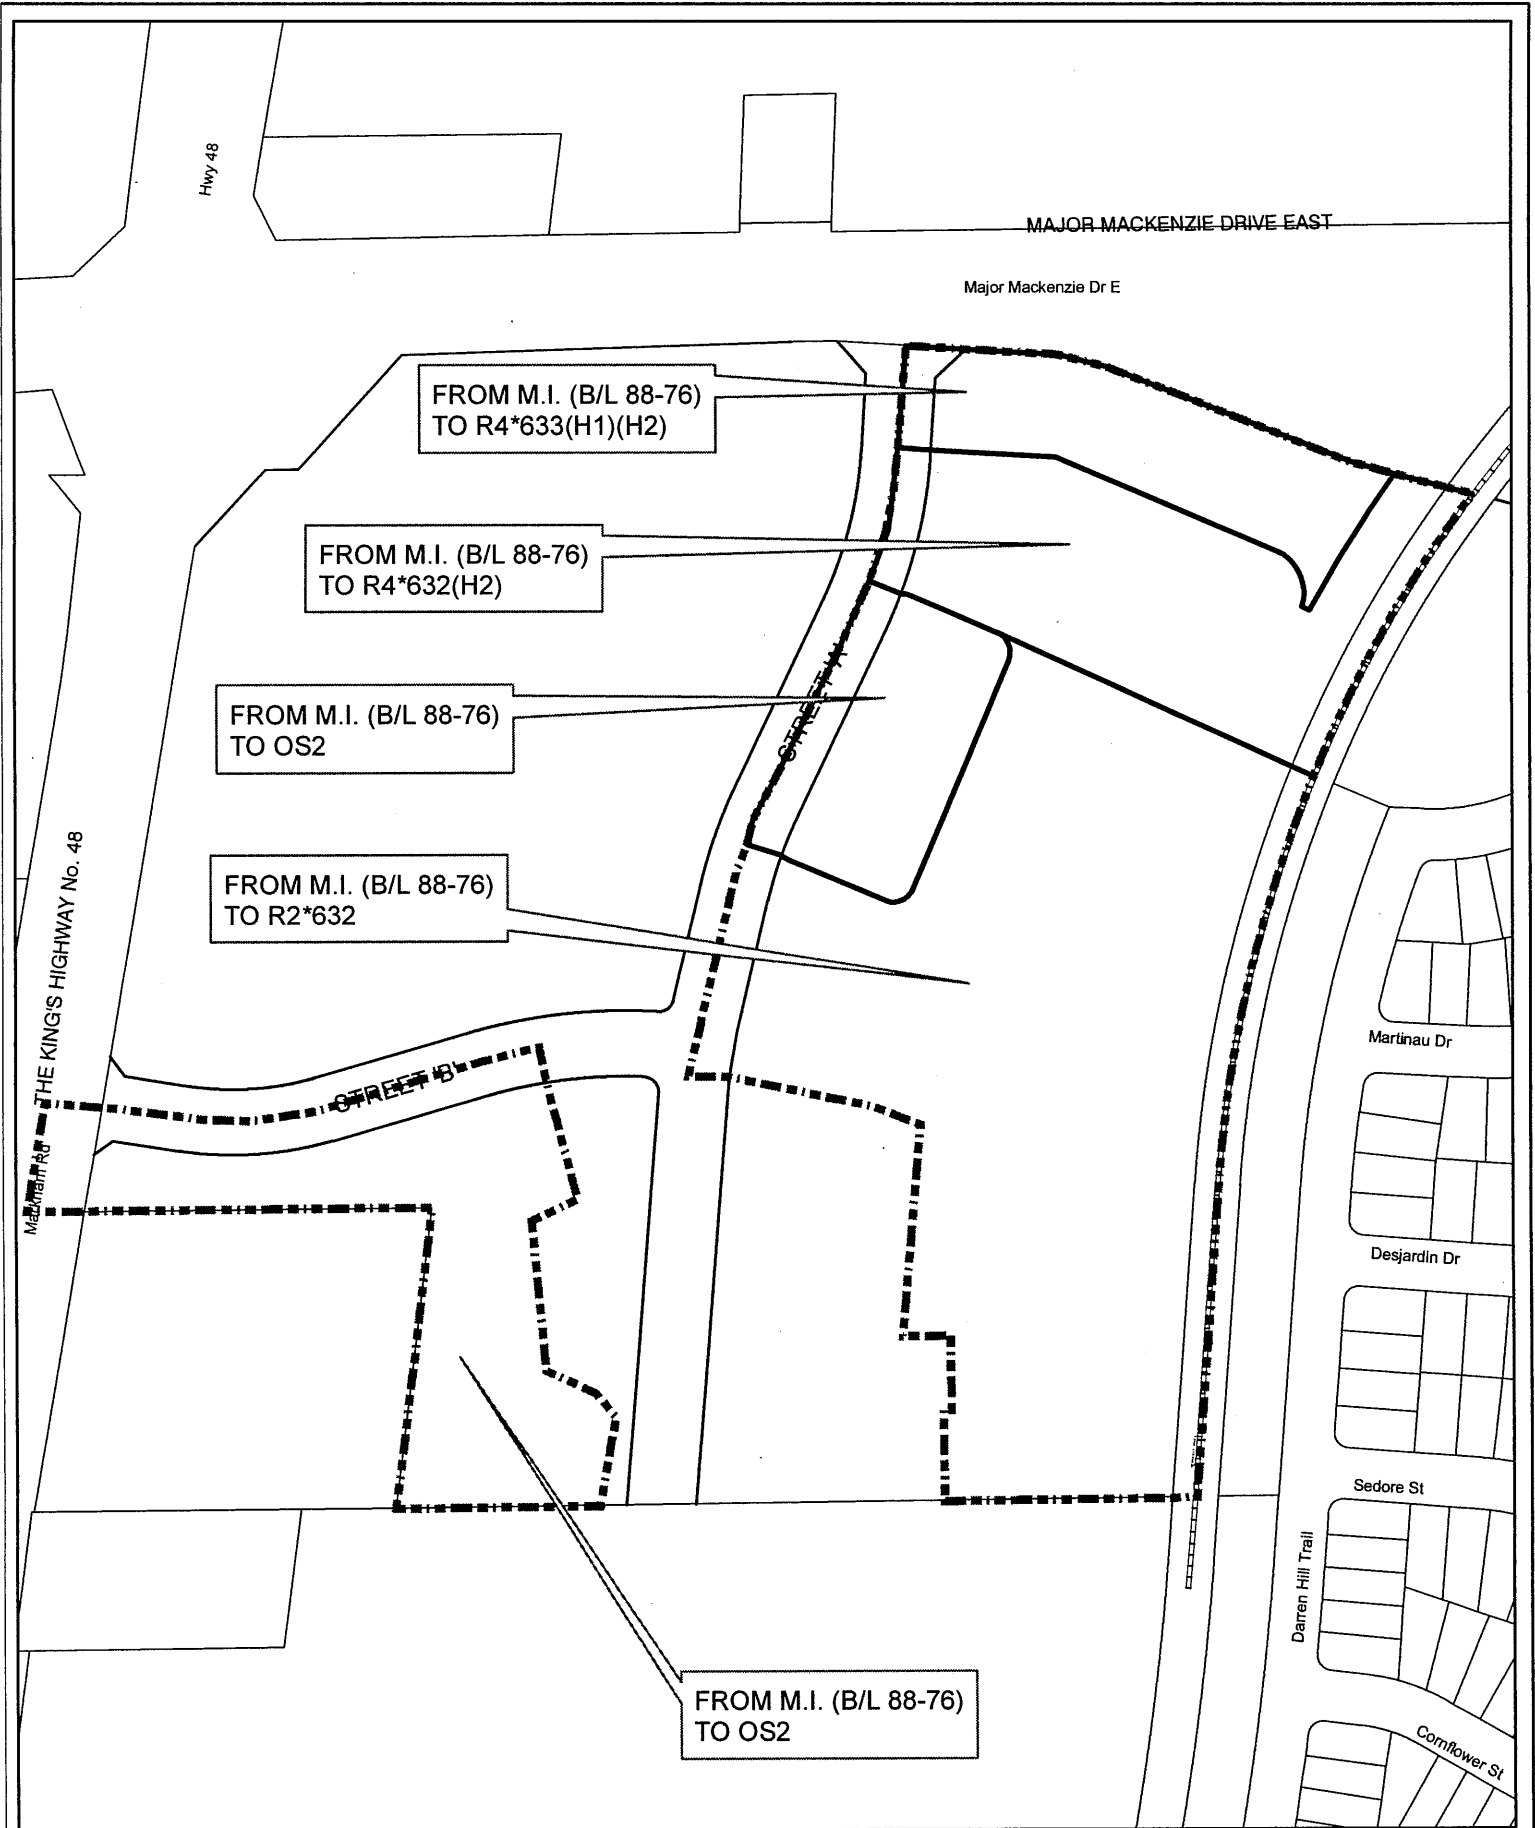 Hwy 48
MAJOR MACKENZIE DRIVE EAST
Major Mackenzie Dr E
FROM M.I. (B/L 88-76)
TO R4*633(H1)(H2)
FROM M.I. (B/L 88-76)
TO R4*632(H2)
STREET 'A'
FROM M.I. (B/L 88-76)
TO OS2
FROM M.I. (B/L 88-76)
TO R2*632
THE KING'S HIGHWAY No. 48
STREET 'B'
Markham Rd
Martinau Dr
Desjardin Dr
Sedore St
Darren Hill Trail
FROM M.I. (B/L 88-76)
TO OS2
Cornflower St